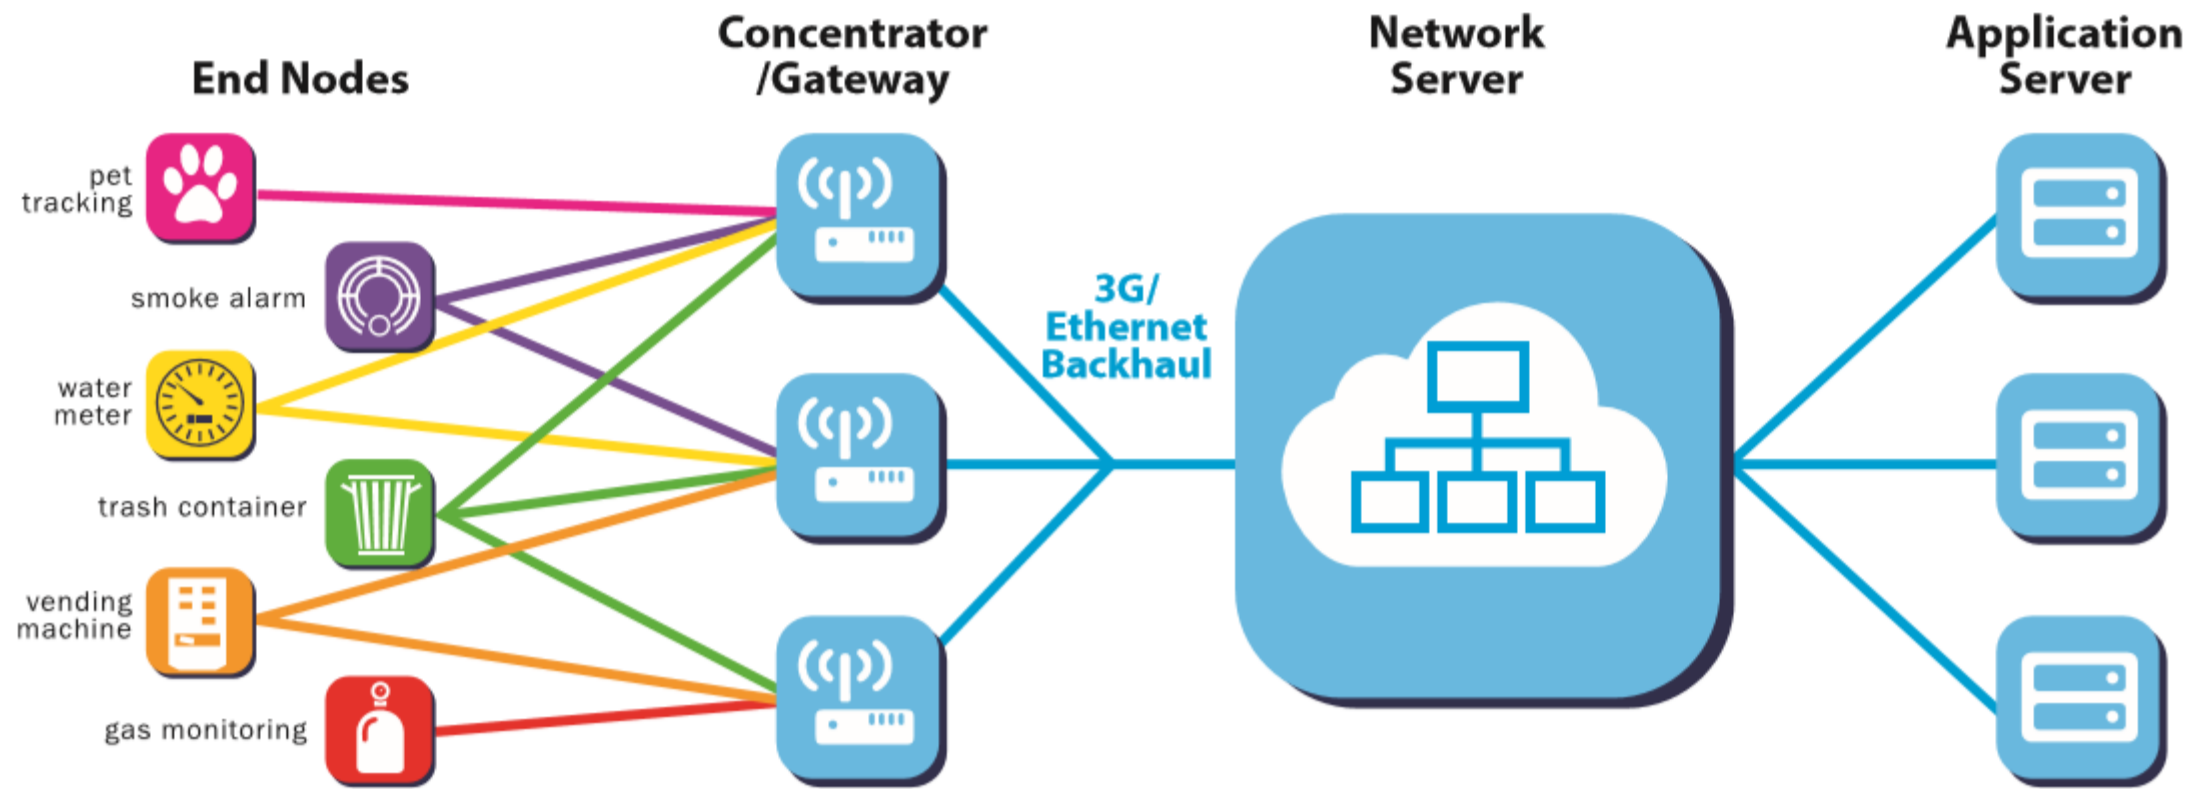 End Nodes
Concentrator
/Gateway
Network
Server
Application
Server
pet
tracking
smoke alarm
water
meter
trash container
vending
machine
gas monitoring
3G/
Ethernet
Backhaul